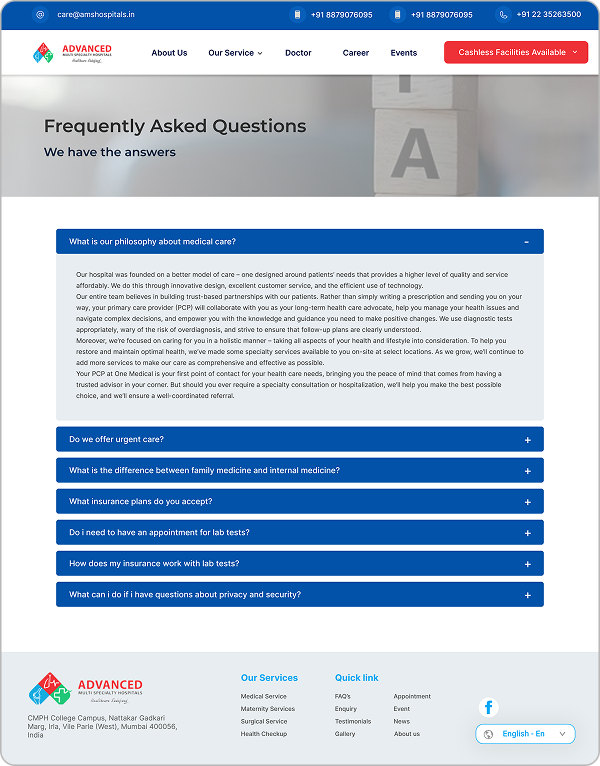 care@amshospitals.in
+91 8879076095
+91 8879076095
+91 22 35263500
ADVANCED
MULTI SPECIALTY HOSPITALS
Healthcare Simplified
About Us
Our Service
Doctor
Career
Events
Cashless Facilities Available
Frequently Asked Questions
We have the answers
A
What is our philosophy about medical care?
Our hospital was founded on a better model of care – one designed around patients' needs that provides a higher level of quality and service
affordably. We do this through innovative design, excellent customer service, and the efficient use of technology.
Our entire team believes in building trust-based partnerships with our patients. Rather than simply writing a prescription and sending you on your
way, your primary care provider (PCP) will collaborate with you as your long-term health care advocate, help you manage your health issues and
navigate complex decisions, and empower you with the knowledge and guidance you need to make positive changes. We use diagnostic tests
appropriately, wary of the risk of overdiagnosis, and strive to ensure that follow-up plans are clearly understood.
Moreover, we're focused on caring for you in a holistic manner – taking all aspects of your health and lifestyle into consideration. To help you
restore and maintain optimal health, we've made some specialty services available to you on-site at select locations. As we grow, we'll continue to
add more services to make our care as comprehensive and effective as possible.
Your PCP at One Medical is your first point of contact for your health care needs, bringing you the peace of mind that comes from having a
trusted advisor in your corner. But should you ever require a specialty consultation or hospitalization, we'll help you make the best possible
choice, and we'll ensure a well-coordinated referral.
Do we offer urgent care?
What is the difference between family medicine and internal medicine?
What insurance plans do you accept?
Do i need to have an appointment for lab tests?
How does my insurance work with lab tests?
What can i do if i have questions about privacy and security?
ADVANCED
MULTI SPECIALTY HOSPITALS
CMPH College Campus, Nattakar Gadkari
Marg, Irla, Vile Parle (West), Mumbai 400056,
India
Our Services
Medical Service
Maternity Services
Surgical Service
Health Checkup
Quick link
FAQ's
Enquiry
Testimonials
Gallery
Appointment
Event
News
About us
English - En